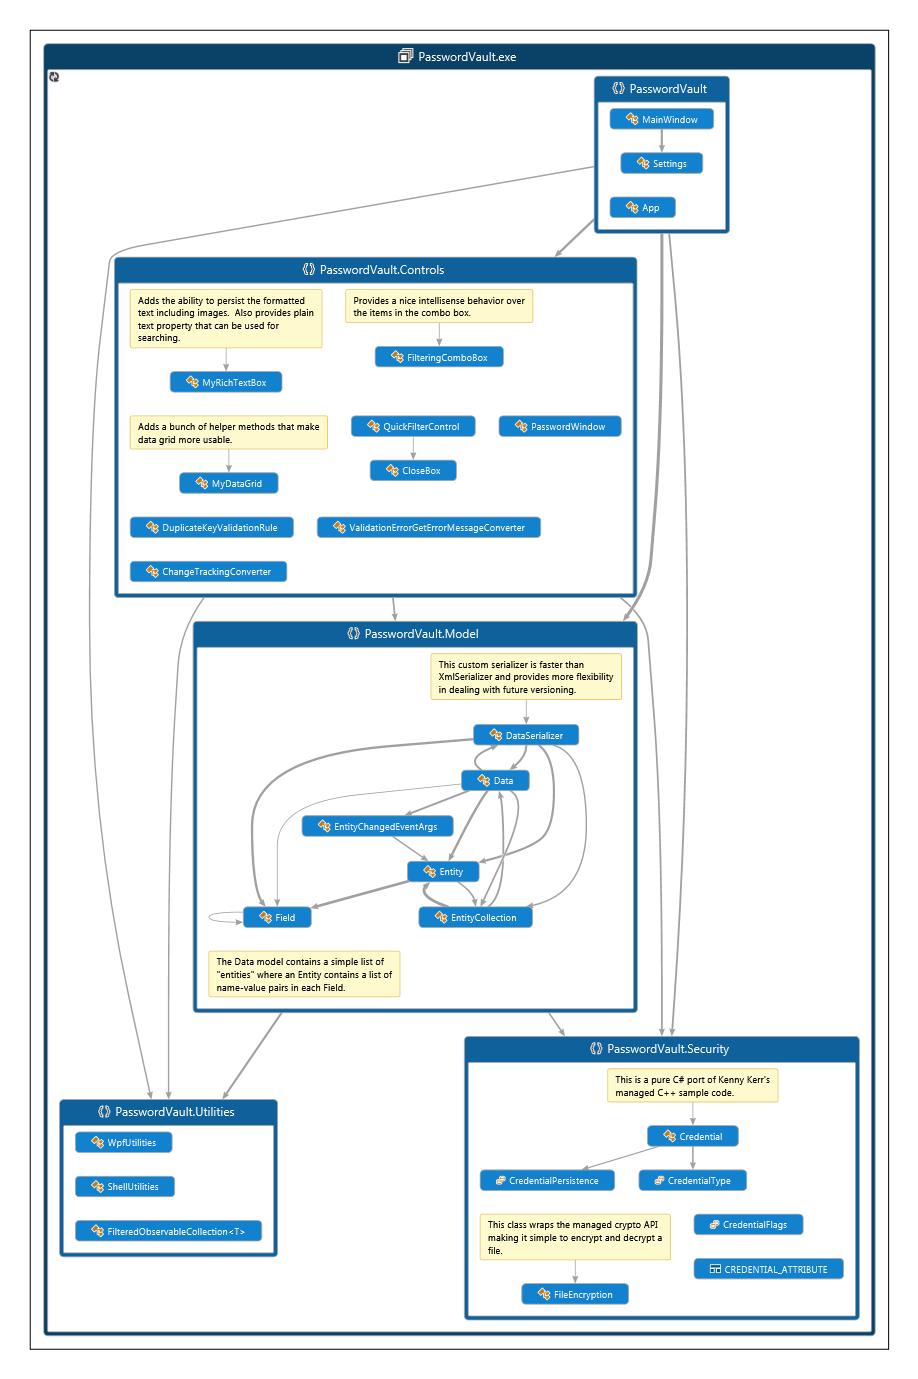 PasswordVault.exe
PasswordVault
MainWindow
Settings
App
PasswordVault.Controls
Adds the ability to persist the formatted
text including images.  Also provides plain
text property that can be used for
searching.
Provides a nice intellisense behavior over
the items in the combo box.
FilteringComboBox
MyRichTextBox
Adds a bunch of helper methods that make
data grid more usable.
QuickFilterControl
PasswordWindow
CloseBox
MyDataGrid
DuplicateKeyValidationRule
ValidationErrorGetErrorMessageConverter
ChangeTrackingConverter
PasswordVault.Model
This custom serializer is faster than
XmlSerializer and provides more flexibility
in dealing with future versioning.
DataSerializer
Data
EntityChangedEventArgs
Entity
Field
EntityCollection
The Data model contains a simple list of
"entities" where an Entity contains a list of
name-value pairs in each Field.
PasswordVault.Security
This is a pure C# port of Kenny Kerr's
managed C++ sample code.
Credential
CredentialPersistence
CredentialType
This class wraps the managed crypto API
making it simple to encrypt and decrypt a
file.
CredentialFlags
CREDENTIAL_ATTRIBUTE
FileEncryption
PasswordVault.Utilities
WpfUtilities
ShellUtilities
FilteredObservableCollection<T>